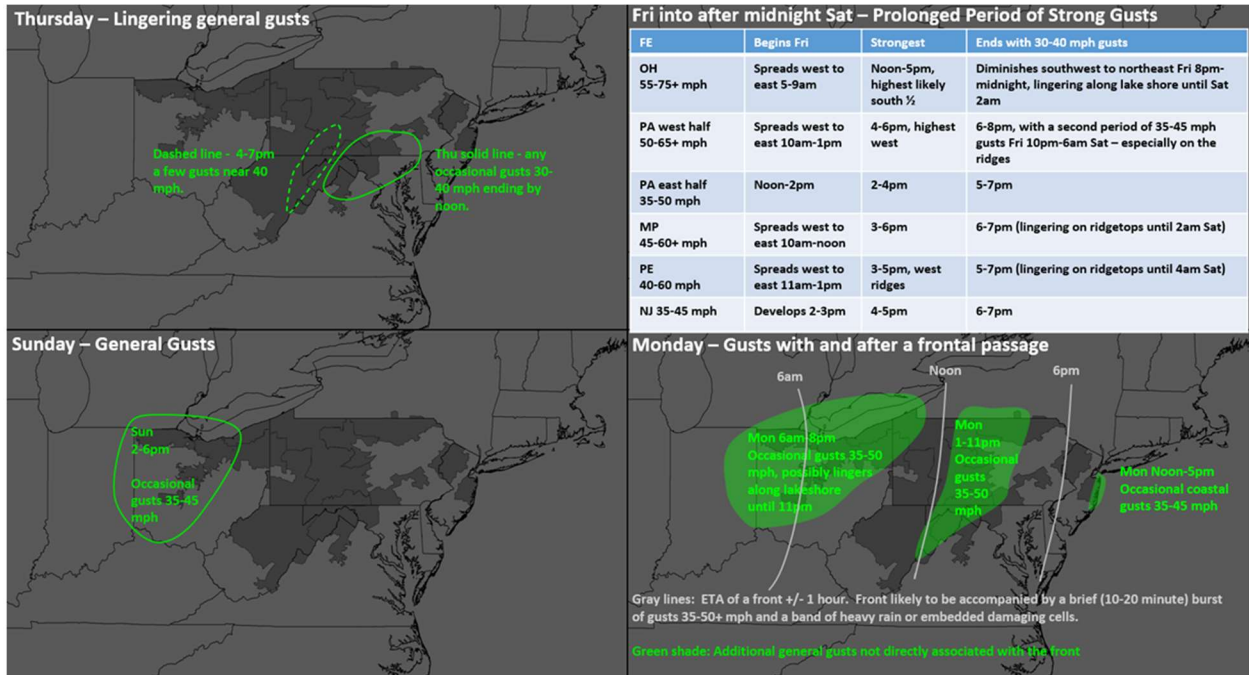 Thursday – Lingering general gusts
Dashed line - 4-7pm
a few gusts near 40
mph.
Thu solid line - any
occasional gusts 30-
40 mph ending by
noon.
Fri into after midnight Sat – Prolonged Period of Strong Gusts
FE Begins Fri Strongest Ends with 30-40 mph gusts
OH
55-75+ mph
Spreads west to
east 5-9am
Noon-5pm,
highest likely
south ½
Diminishes southwest to northeast Fri 8pm-
midnight, lingering along lake shore until Sat
2am
PA west half
50-65+ mph
Spreads west to
east 10am-1pm
4-6pm, highest
west
6-8pm, with a second period of 35-45 mph
gusts Fri 10pm-6am Sat – especially on the
ridges
PA east half
35-50 mph
Noon-2pm
2-4pm
5-7pm
MP
45-60+ mph
Spreads west to
east 10am-noon
3-6pm
6-7pm (lingering on ridgetops until 2am Sat)
PE
40-60 mph
Spreads west to
east 11am-1pm
3-5pm, west
ridges
5-7pm (lingering on ridgetops until 4am Sat)
NJ 35-45 mph
Develops 2-3pm
4-5pm
6-7pm
Sunday – General Gusts
Sun
2-6pm
Occasional
gusts 35-45
mph
Monday – Gusts with and after a frontal passage
6am
Noon
6pm
Mon 6am-8pm
Occasional gusts 35-50
mph, possibly lingers
along lakeshore
until 11pm
Mon
1-11pm
Occasional
gusts
35-50
mph
Mon Noon-5pm
Occasional coastal
gusts 35-45 mph
Gray lines: ETA of a front +/- 1 hour. Front likely to be accompanied by a brief (10-20 minute) burst
of gusts 35-50+ mph and a band of heavy rain or embedded damaging cells.
Green shade: Additional general gusts not directly associated with the front